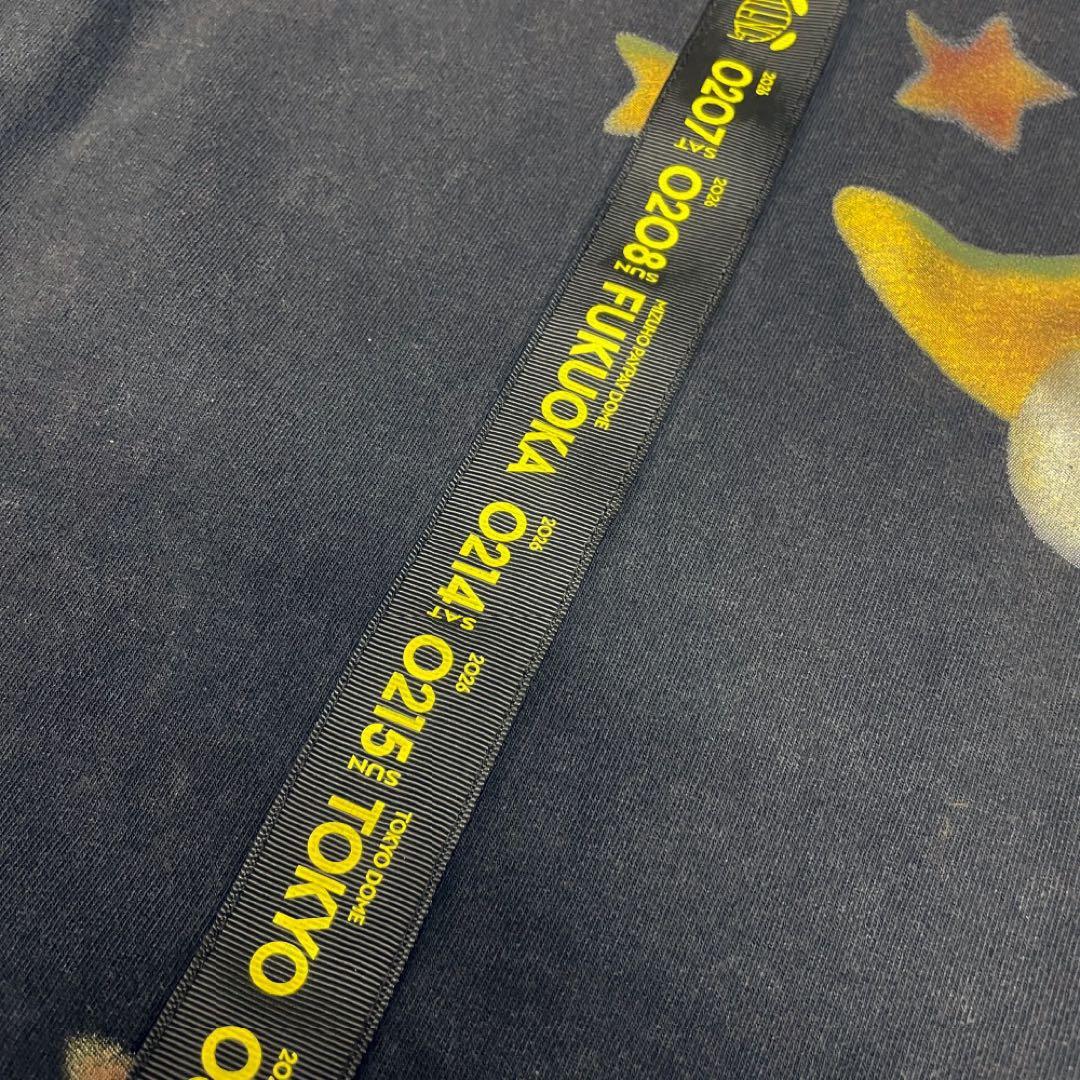 2026
0207 SAT
2026
0208 SUN
MIZUHO PAYPAY DOME
FUKUOKA
2026
0214 SAT
2026
0215 SUN
TOKYO DOME
TOKYO